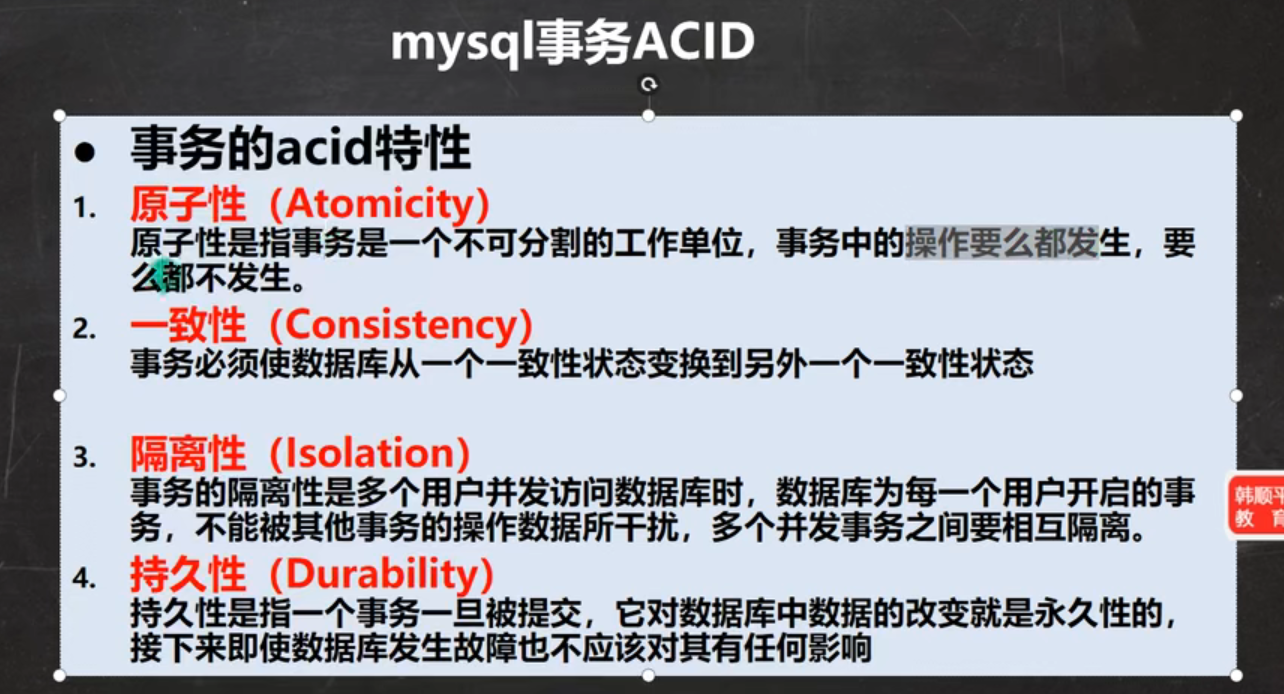 mysql事务ACID
● 事务的acid特性
1. 原子性（Atomicity）
原子性是指事务是一个不可分割的工作单位，事务中的操作要么都发生，要
么都不发生。
2. 一致性（Consistency）
事务必须使数据库从一个一致性状态变换到另外一个一致性状态
3. 隔离性（Isolation）
事务的隔离性是多个用户并发访问数据库时，数据库为每一个用户开启的事
务，不能被其他事务的操作数据所干扰，多个并发事务之间要相互隔离。
韩顺平
教 育
4. 持久性（Durability）
持久性是指一个事务一旦被提交，它对数据库中数据的改变就是永久性的，
接下来即使数据库发生故障也不应该对其有任何影响